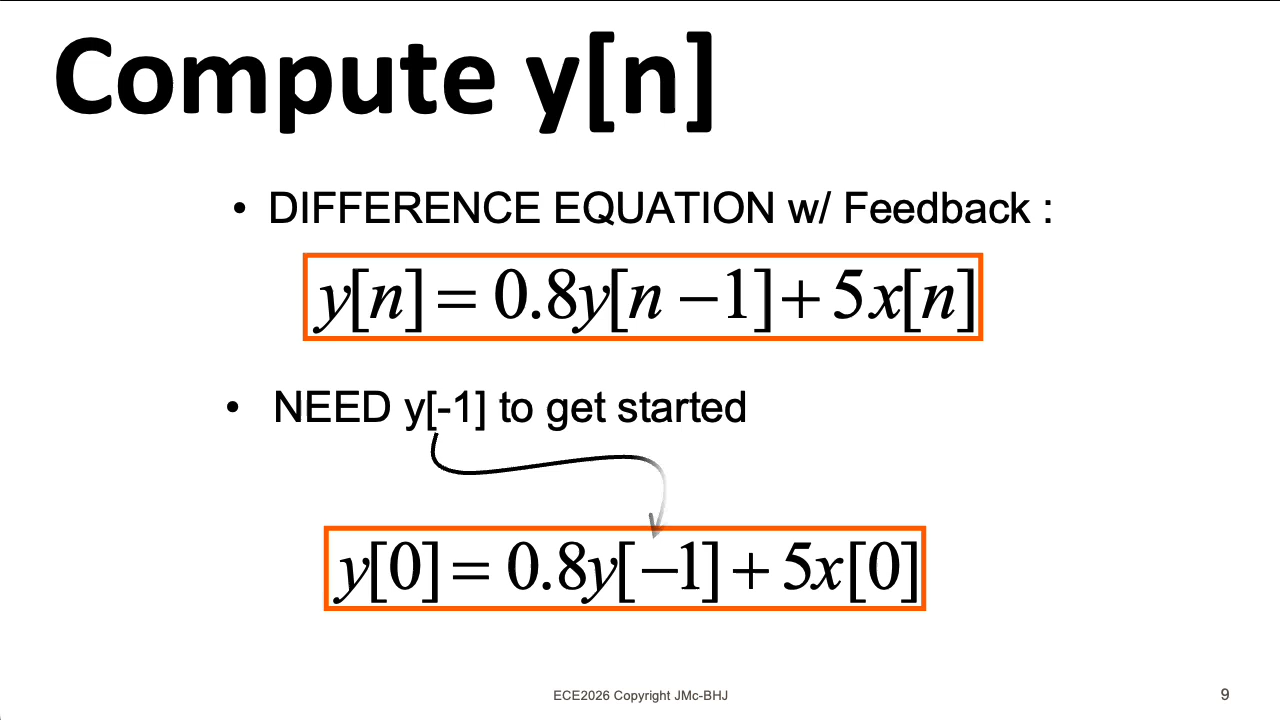 Compute y[n]
• DIFFERENCE EQUATION w/ Feedback :
y[n] = 0.8y[n −1]+ 5x[n]
• NEED y[-1] to get started
y[0] = 0.8y[−1] + 5x[0]
ECE2026 Copyright JMc-BHJ
9